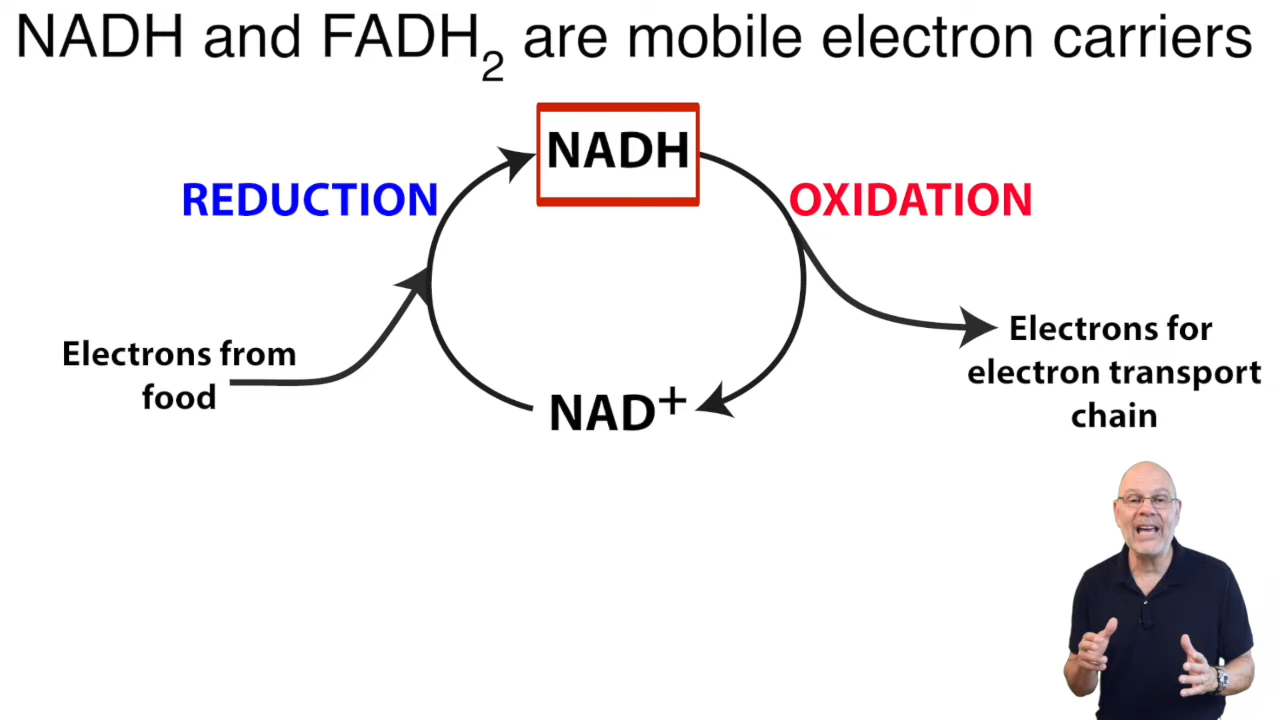 NADH and FADH₂ are mobile electron carriers
NADH
REDUCTION
OXIDATION
Electrons from
food
Electrons for
electron transport
chain
NAD⁺